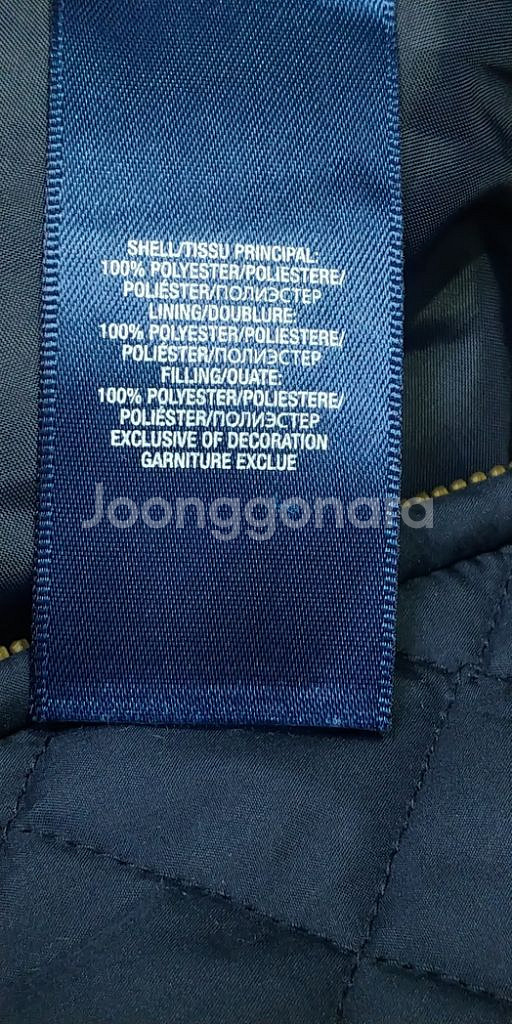 SHELL/TISSU PRINCIPAL:
100% POLYESTER/POLIESTERE/
POLIÉSTER/ПОЛИЭСТЕР
LINING/DOUBLURE:
100% POLYESTER/POLIESTERE/
POLIÉSTER/ПОЛИЭСТЕР
FILLING/OUATE:
100% POLYESTER/POLIESTERE/
POLIÉSTER/ПОЛИЭСТЕР
EXCLUSIVE OF DECORATION
GARNITURE EXCLUE
Joonggonara